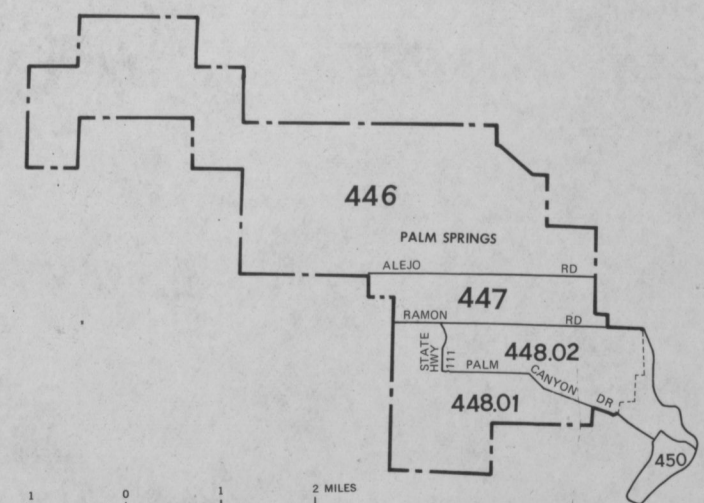 446
PALM SPRINGS
ALEJO RD
447
RAMON RD
STATE HWY 111
448.02
PALM CANYON DR
448.01
450
1 0 1 2 MILES